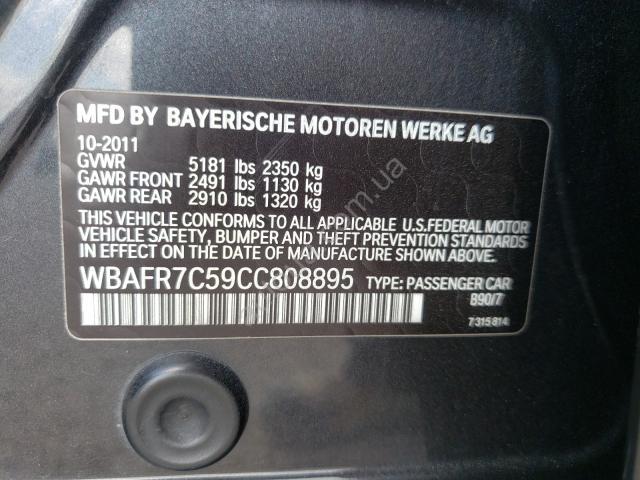 MFD BY BAYERISCHE MOTOREN WERKE AG
10-2011
GVWR 5181 lbs 2350 kg
GAWR FRONT 2491 lbs 1130 kg
GAWR REAR 2910 lbs 1320 kg
THIS VEHICLE CONFORMS TO ALL APPLICABLE U.S.FEDERAL MOTOR
VEHICLE SAFETY, BUMPER AND THEFT PREVENTION STANDARDS
IN EFFECT ON THE DATE OF MANUFACTURE SHOWN ABOVE.
WBAFR7C59CC808895 TYPE: PASSENGER CAR
B90/7
7 315 814